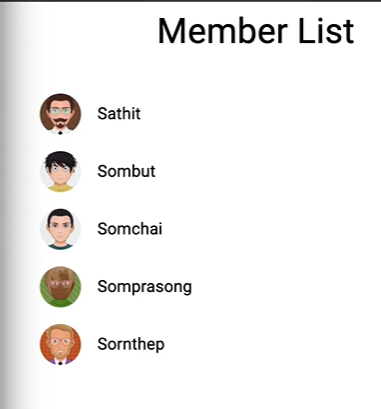 Member List
Sathit
Sombut
Somchai
Somprasong
Sornthep